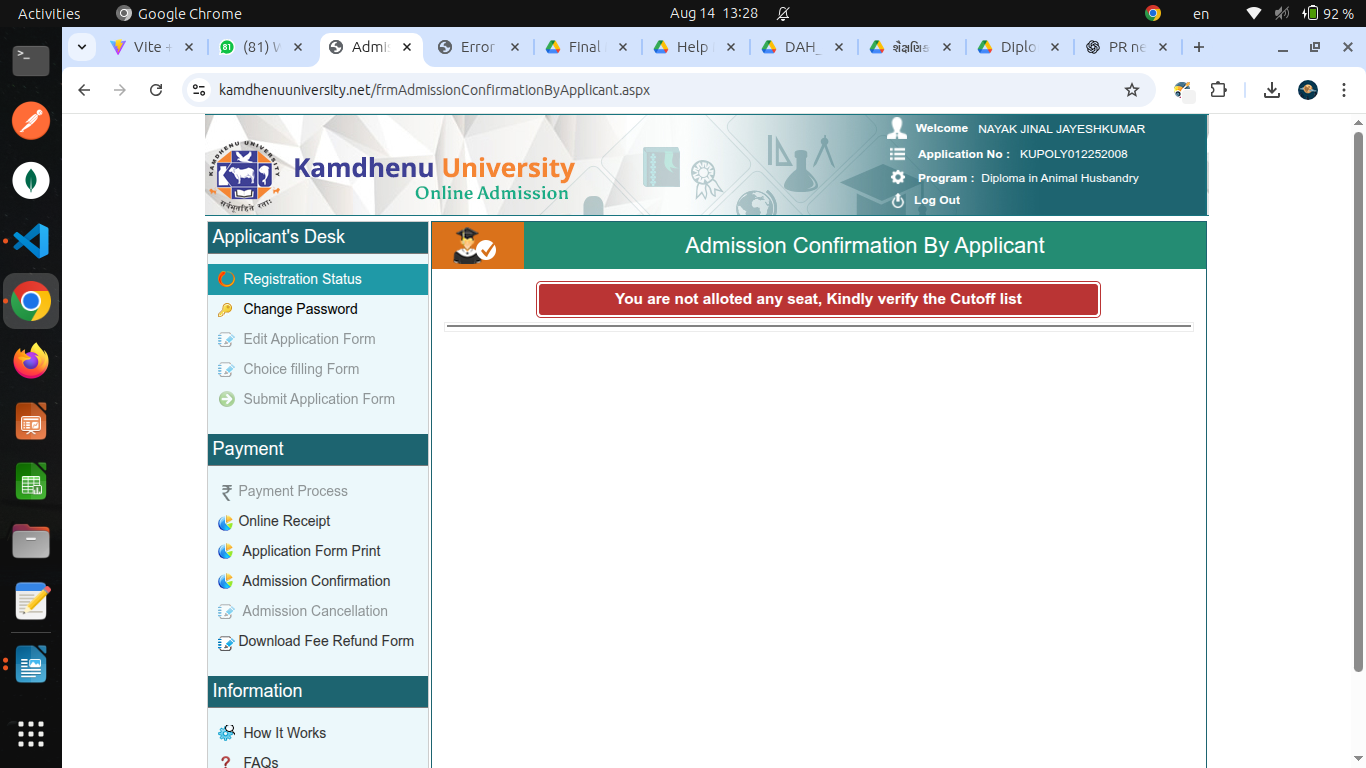 Activities
Google Chrome
Aug 14 13:28
en
92 %
Vite +
(81) W
Admis
Error
Final
Help
DAH_
શૈક્ષણિક
Diplo
PR ne
kamdhenuuniversity.net/frmAdmissionConfirmationByApplicant.aspx
KAMDHENU UNIVERSITY
Kamdhenu University
Online Admission
Welcome NAYAK JINAL JAYESHKUMAR
Application No : KUPOLY012252008
Program : Diploma in Animal Husbandry
Log Out
Applicant's Desk
Registration Status
Change Password
Edit Application Form
Choice filling Form
Submit Application Form
Payment
₹ Payment Process
Online Receipt
Application Form Print
Admission Confirmation
Admission Cancellation
Download Fee Refund Form
Information
How It Works
? FAQs
Admission Confirmation By Applicant
You are not alloted any seat, Kindly verify the Cutoff list